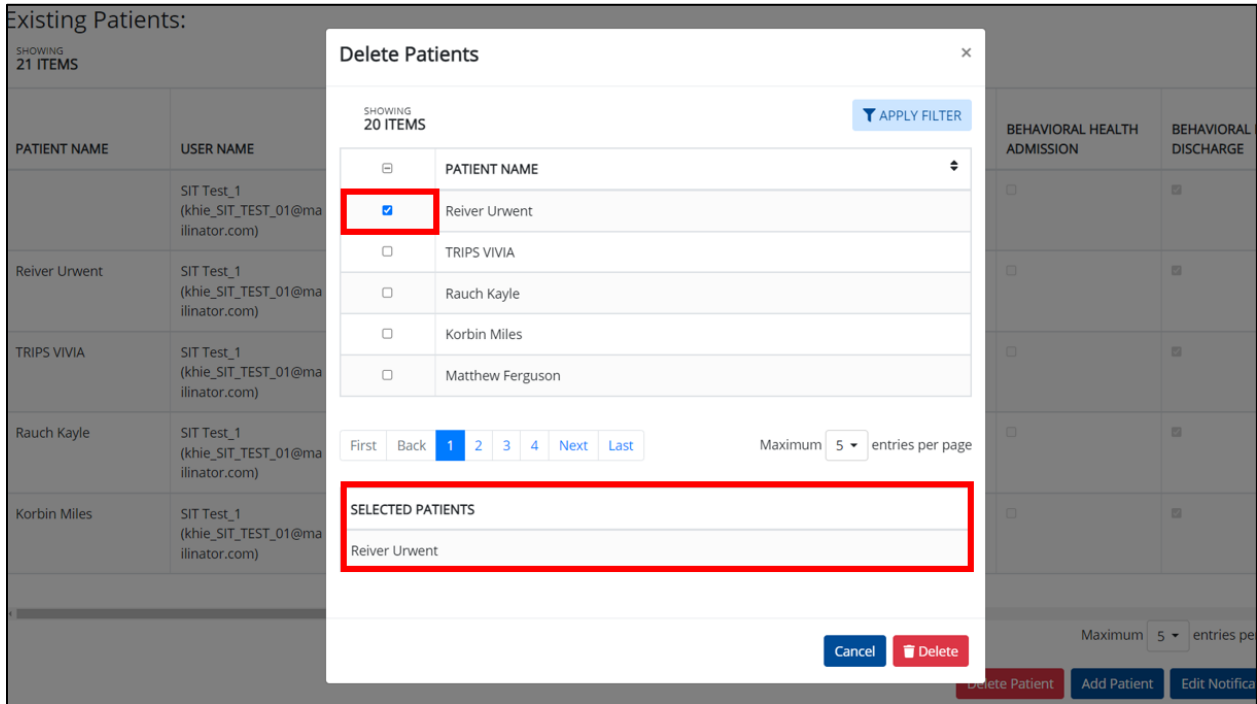 Existing Patients:
SHOWING
21 ITEMS
PATIENT NAME
USER NAME
BEHAVIORAL HEALTH
ADMISSION
BEHAVIORAL
DISCHARGE
SIT Test_1
(khie_SIT_TEST_01@ma
ilinator.com)
Reiver Urwent
SIT Test_1
(khie_SIT_TEST_01@ma
ilinator.com)
TRIPS VIVIA
SIT Test_1
(khie_SIT_TEST_01@ma
ilinator.com)
Rauch Kayle
SIT Test_1
(khie_SIT_TEST_01@ma
ilinator.com)
Korbin Miles
SIT Test_1
(khie_SIT_TEST_01@ma
ilinator.com)
Delete Patients
×
SHOWING
20 ITEMS
APPLY FILTER
PATIENT NAME
Reiver Urwent
TRIPS VIVIA
Rauch Kayle
Korbin Miles
Matthew Ferguson
First Back 1 2 3 4 Next Last
Maximum 5 entries per page
SELECTED PATIENTS
Reiver Urwent
Cancel Delete
Maximum 5 entries pe
Delete Patient Add Patient Edit Notifica